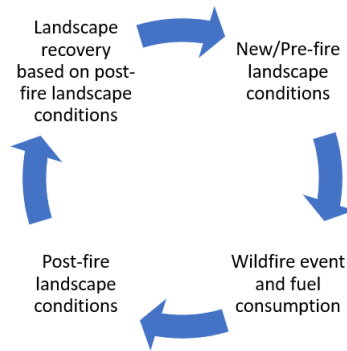 Landscape
recovery
based on post-
fire landscape
conditions
New/Pre-fire
landscape
conditions
Wildfire event
and fuel
consumption
Post-fire
landscape
conditions